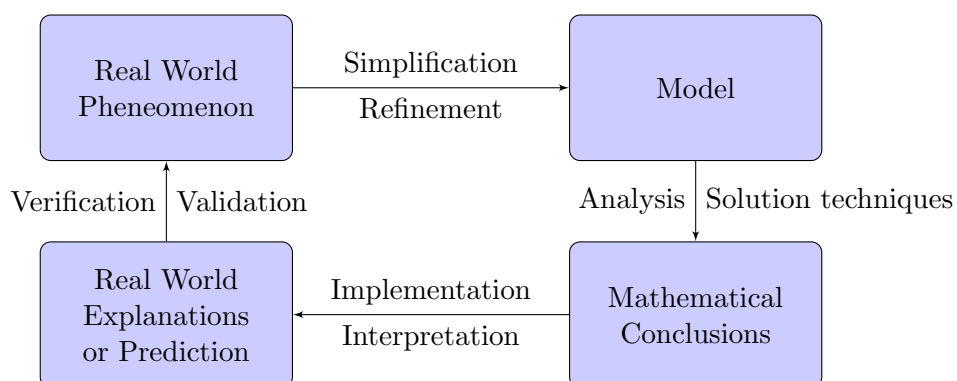 Real World
Pheneomenon
Simplification
Refinement
Model
Verification
Validation
Analysis
Solution techniques
Real World
Explanations
or Prediction
Implementation
Interpretation
Mathematical
Conclusions